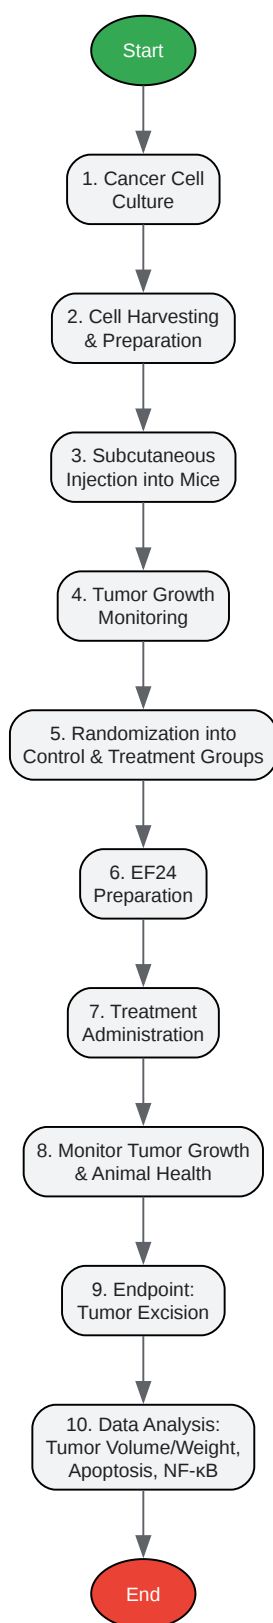 Start
1. Cancer Cell
Culture
2. Cell Harvesting
& Preparation
3. Subcutaneous
Injection into Mice
4. Tumor Growth
Monitoring
5. Randomization into
Control & Treatment Groups
6. EF24
Preparation
7. Treatment
Administration
8. Monitor Tumor Growth
& Animal Health
9. Endpoint:
Tumor Excision
10. Data Analysis:
Tumor Volume/Weight,
Apoptosis, NF-κB
End